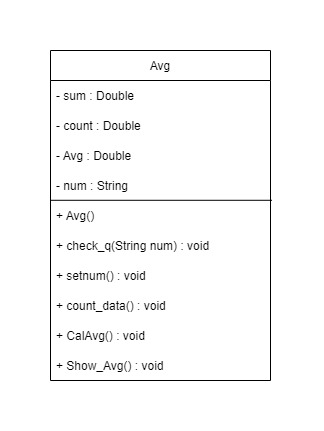 Avg
- sum : Double
- count : Double
- Avg : Double
- num : String
+ Avg()
+ check_q(String num) : void
+ setnum() : void
+ count_data() : void
+ CalAvg() : void
+ Show_Avg() : void